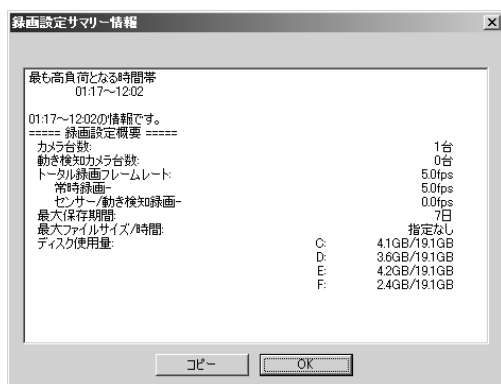 録画設定サマリー情報
最も高負荷となる時間帯
01:17～12:02
01:17～12:02の情報です。
===== 録画設定概要 =====
カメラ台数: 1台
動き検知カメラ台数: 0台
トータル録画フレームレート: 5.0fps
常時録画- 5.0fps
センサー/動き検知録画- 0.0fps
最大保存期間: 7日
最大ファイルサイズ/時間: 指定なし
ディスク使用量: C: 4.1GB/19.1GB
D: 3.6GB/19.1GB
E: 4.2GB/19.1GB
F: 2.4GB/19.1GB
コピー OK